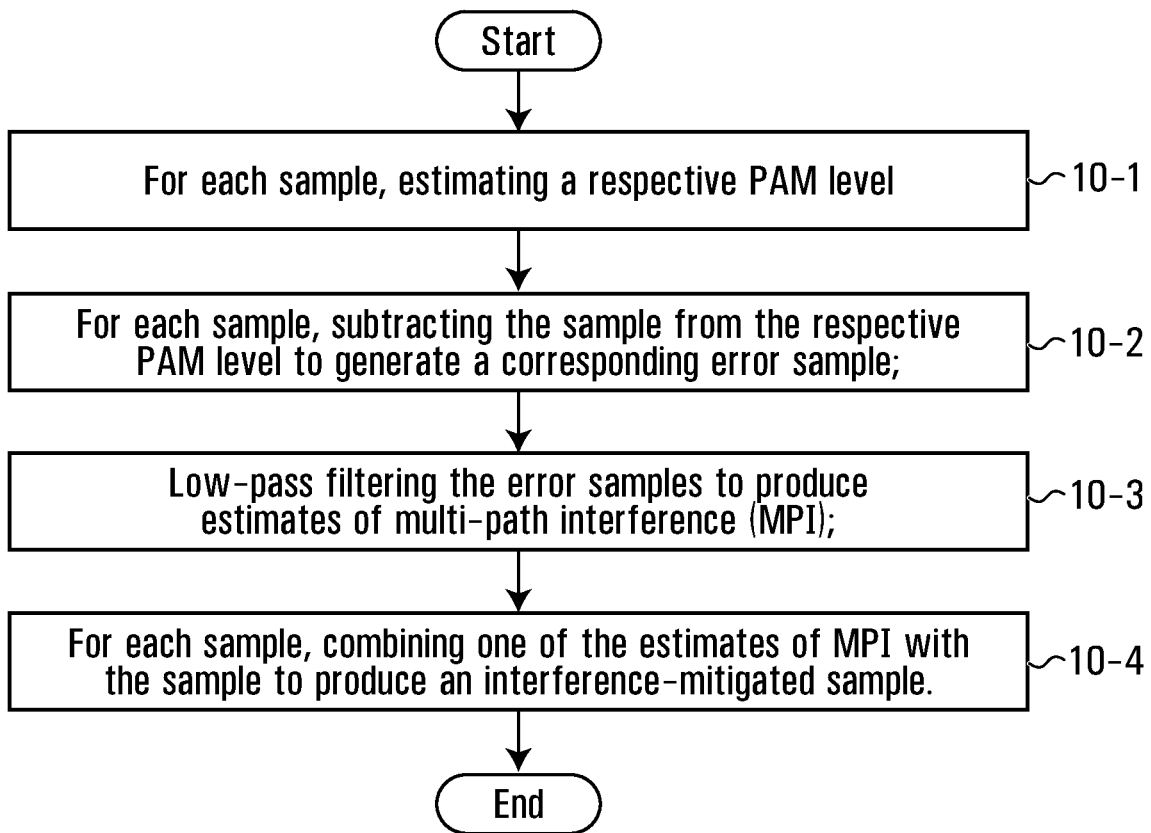 Start
For each sample, estimating a respective PAM level
10-1
For each sample, subtracting the sample from the respective
PAM level to generate a corresponding error sample;
10-2
Low-pass filtering the error samples to produce
estimates of multi-path interference (MPI);
10-3
For each sample, combining one of the estimates of MPI with
the sample to produce an interference-mitigated sample.
10-4
End